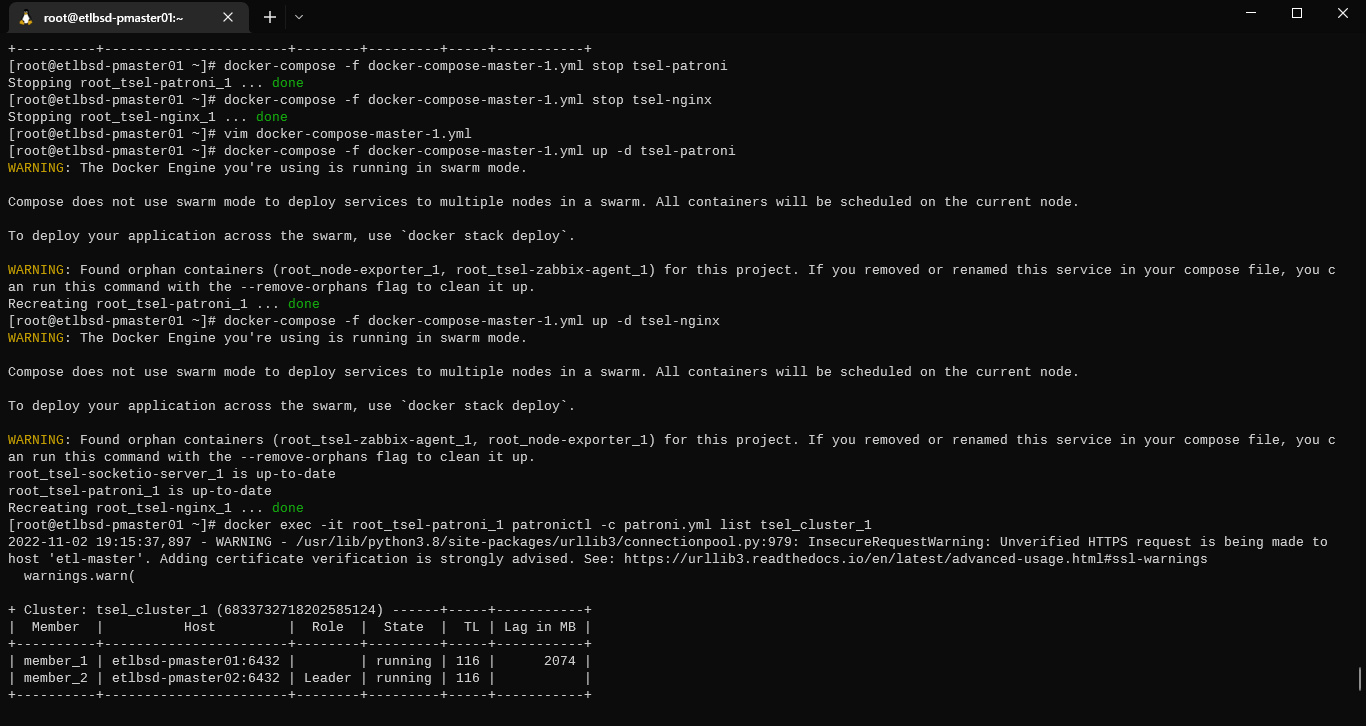 root@etlbsd-pmaster01:~
+----------+-----------------------+--------+---------+-----+-----------+
[root@etlbsd-pmaster01 ~]# docker-compose -f docker-compose-master-1.yml stop tsel-patroni
Stopping root_tsel-patroni_1 ... done
[root@etlbsd-pmaster01 ~]# docker-compose -f docker-compose-master-1.yml stop tsel-nginx
Stopping root_tsel-nginx_1 ... done
[root@etlbsd-pmaster01 ~]# vim docker-compose-master-1.yml
[root@etlbsd-pmaster01 ~]# docker-compose -f docker-compose-master-1.yml up -d tsel-patroni
WARNING: The Docker Engine you're using is running in swarm mode.

Compose does not use swarm mode to deploy services to multiple nodes in a swarm. All containers will be scheduled on the current node.

To deploy your application across the swarm, use `docker stack deploy`.

WARNING: Found orphan containers (root_node-exporter_1, root_tsel-zabbix-agent_1) for this project. If you removed or renamed this service in your compose file, you c
an run this command with the --remove-orphans flag to clean it up.
Recreating root_tsel-patroni_1 ... done
[root@etlbsd-pmaster01 ~]# docker-compose -f docker-compose-master-1.yml up -d tsel-nginx
WARNING: The Docker Engine you're using is running in swarm mode.

Compose does not use swarm mode to deploy services to multiple nodes in a swarm. All containers will be scheduled on the current node.

To deploy your application across the swarm, use `docker stack deploy`.

WARNING: Found orphan containers (root_tsel-zabbix-agent_1, root_node-exporter_1) for this project. If you removed or renamed this service in your compose file, you c
an run this command with the --remove-orphans flag to clean it up.
root_tsel-socketio-server_1 is up-to-date
root_tsel-patroni_1 is up-to-date
Recreating root_tsel-nginx_1 ... done
[root@etlbsd-pmaster01 ~]# docker exec -it root_tsel-patroni_1 patronictl -c patroni.yml list tsel_cluster_1
2022-11-02 19:15:37,897 - WARNING - /usr/lib/python3.8/site-packages/urllib3/connectionpool.py:979: InsecureRequestWarning: Unverified HTTPS request is being made to
host 'etl-master'. Adding certificate verification is strongly advised. See: https://urllib3.readthedocs.io/en/latest/advanced-usage.html#ssl-warnings
  warnings.warn(

+ Cluster: tsel_cluster_1 (6833732718202585124) ------+-----+-----------+
|  Member  |          Host         |  Role  |  State  |  TL | Lag in MB |
+----------+-----------------------+--------+---------+-----+-----------+
| member_1 | etlbsd-pmaster01:6432 |        | running | 116 |      2074 |
| member_2 | etlbsd-pmaster02:6432 | Leader | running | 116 |           |
+----------+-----------------------+--------+---------+-----+-----------+